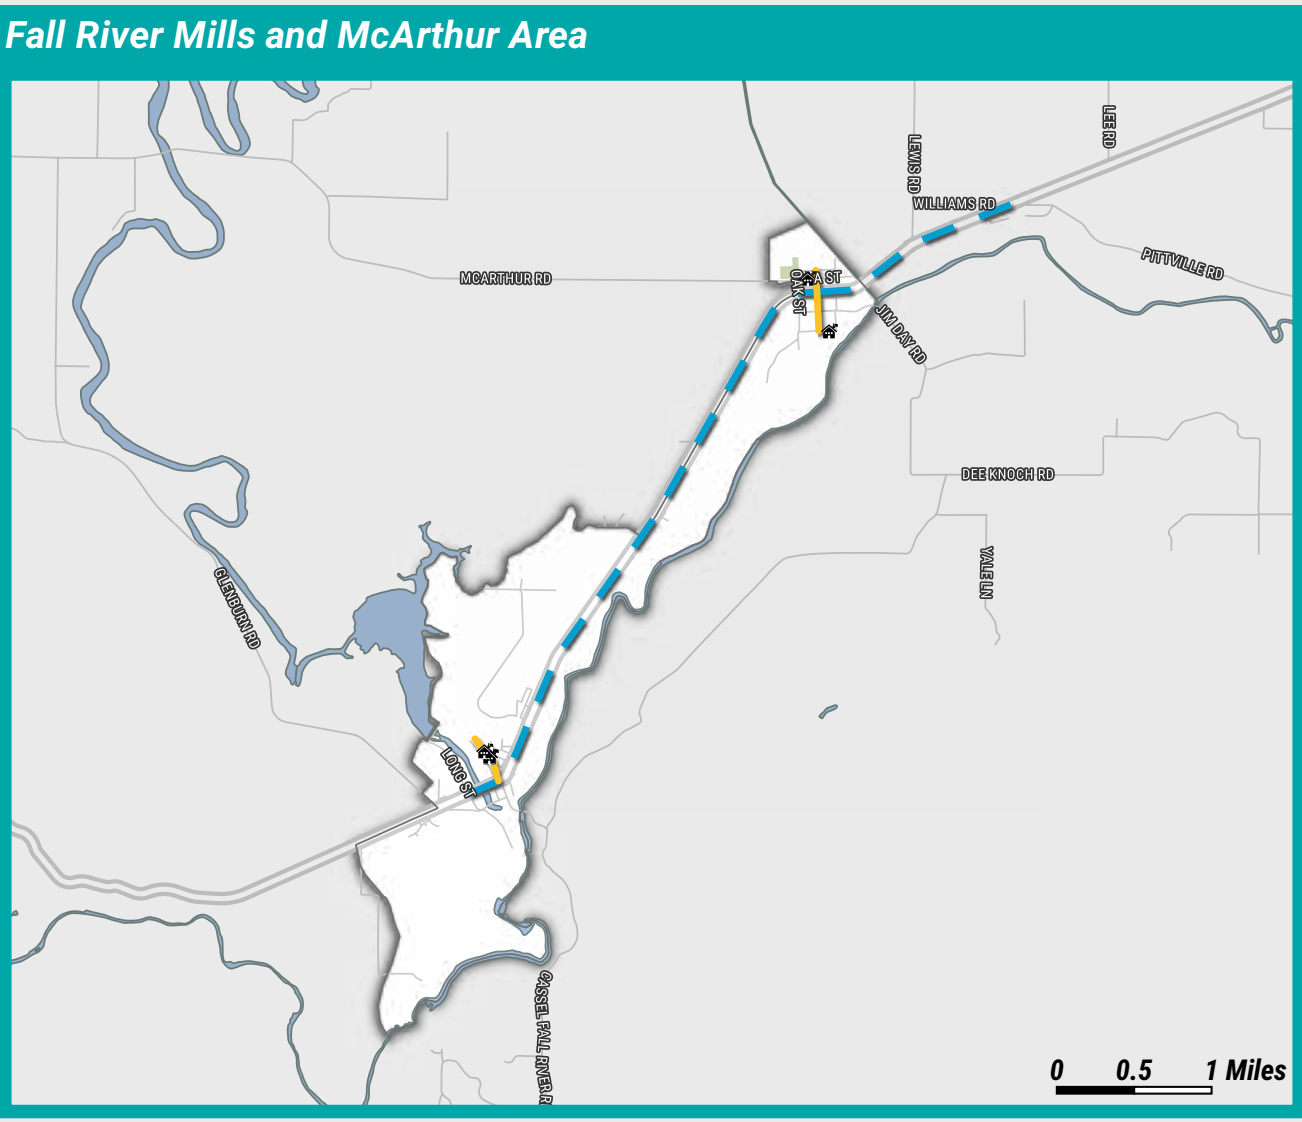 Fall River Mills and McArthur Area
LEE RD
LEWIS RD
WILLIAMS RD
PITTVILLE RD
MCARTHUR RD
A ST
OAK ST
JIM DAY RD
DEE KNOCH RD
YALE LN
GLENBURN RD
LONG ST
CASSEL FALL RIVER R
0 0.5 1 Miles